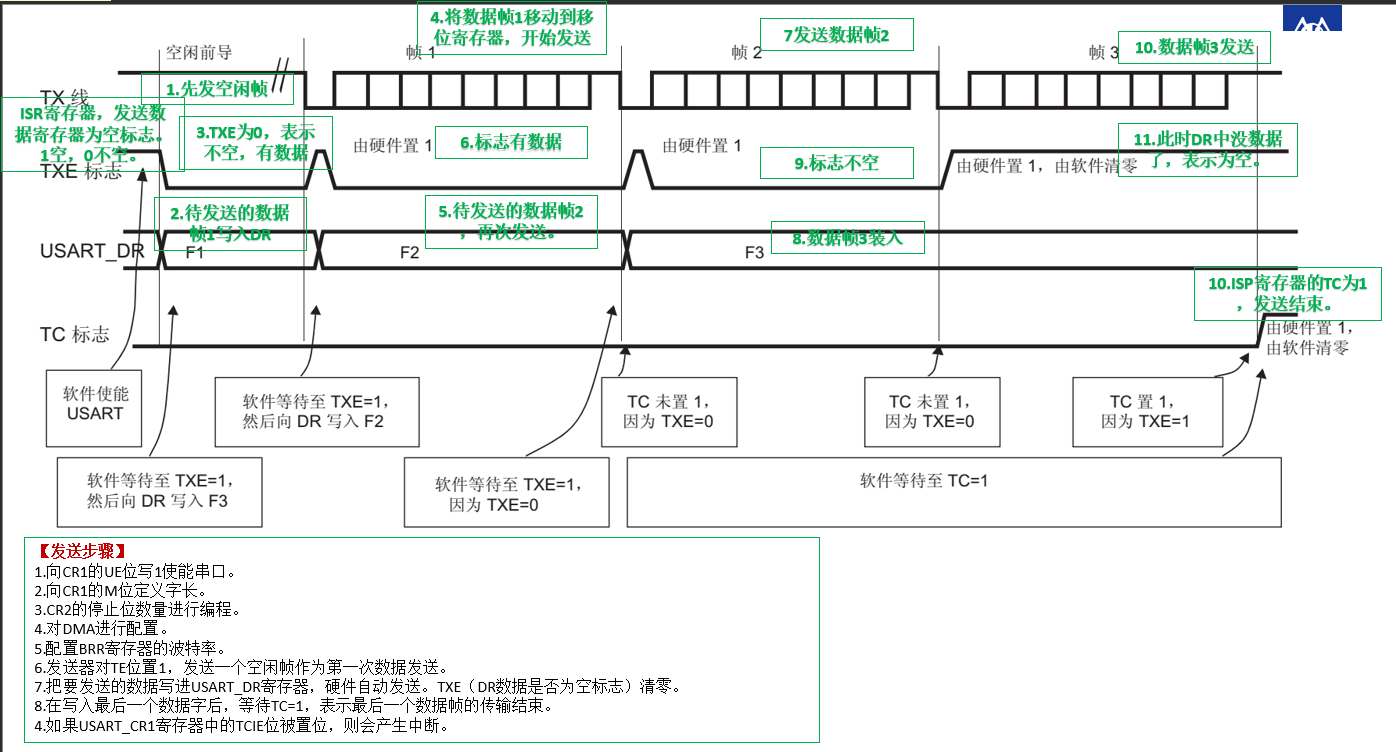 4.将数据帧1移动到移
位寄存器，开始发送
7发送数据帧2
10.数据帧3发送
空闲前导
帧 1
帧 2
帧 3
TX 线
1.先发空闲帧
ISR寄存器，发送数
据寄存器为空标志。
1空，0不空。
3.TXE为0，表示
不空，有数据
由硬件置 1
6.标志有数据
由硬件置 1
9.标志不空
由硬件置 1，由软件清零
11.此时DR中没数据
了，表示为空。
TXE 标志
2.待发送的数据
帧1写入DR
5.待发送的数据帧2
，再次发送。
8.数据帧3装入
USART_DR
F1
F2
F3
10.ISP寄存器的TC为1
，发送结束。
TC 标志
由硬件置 1，
由软件清零
软件使能
USART
软件等待至 TXE=1，
然后向 DR 写入 F2
TC 未置 1，
因为 TXE=0
TC 未置 1，
因为 TXE=0
TC 置 1，
因为 TXE=1
软件等待至 TXE=1，
然后向 DR 写入 F3
软件等待至 TXE=1，
因为 TXE=0
软件等待至 TC=1
【发送步骤】
1.向CR1的UE位写1使能串口。
2.向CR1的M位定义字长。
3.CR2的停止位数量进行编程。
4.对DMA进行配置。
5.配置BRR寄存器的波特率。
6.发送器对TE位置1，发送一个空闲帧作为第一次数据发送。
7.把要发送的数据写进USART_DR寄存器，硬件自动发送。TXE（DR数据是否为空标志）清零。
8.在写入最后一个数据字后，等待TC=1，表示最后一个数据帧的传输结束。
4.如果USART_CR1寄存器中的TCIE位被置位，则会产生中断。